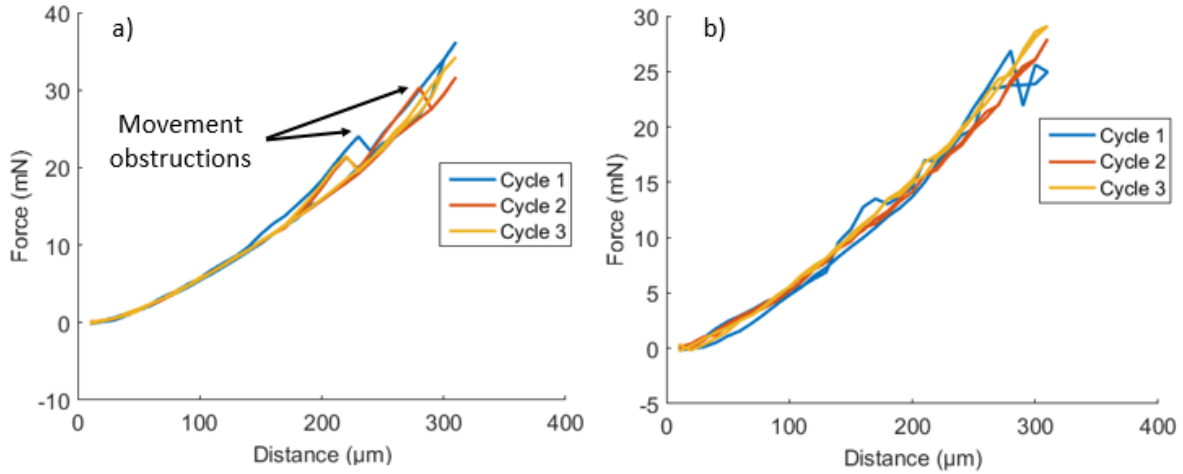 a)
40
30
20
10
0
-10
Force (mN)
Movement
obstructions
Cycle 1
Cycle 2
Cycle 3
0
100
200
300
400
Distance (µm)
b)
30
25
20
15
10
5
0
-5
Force (mN)
Cycle 1
Cycle 2
Cycle 3
0
100
200
300
400
Distance (µm)